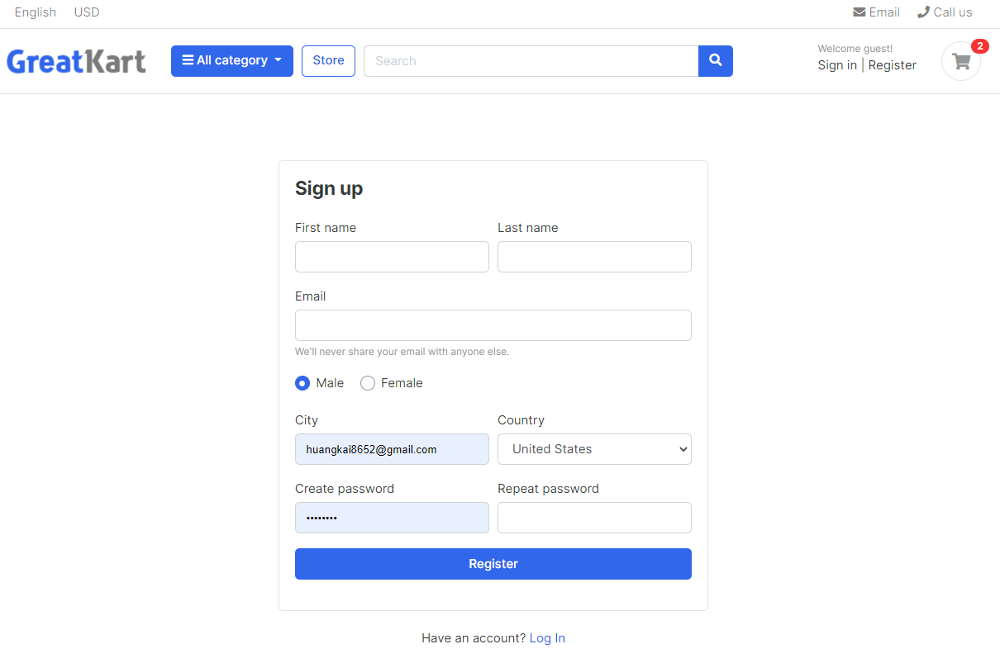 English USD Email Call us
GreatKart All category Store Search Welcome guest!
Sign in | Register 2
Sign up
First name Last name
Email
We'll never share your email with anyone else.
Male Female
City Country
huangkai8652@gmail.com United States
Create password Repeat password
••••••••
Register
Have an account? Log In